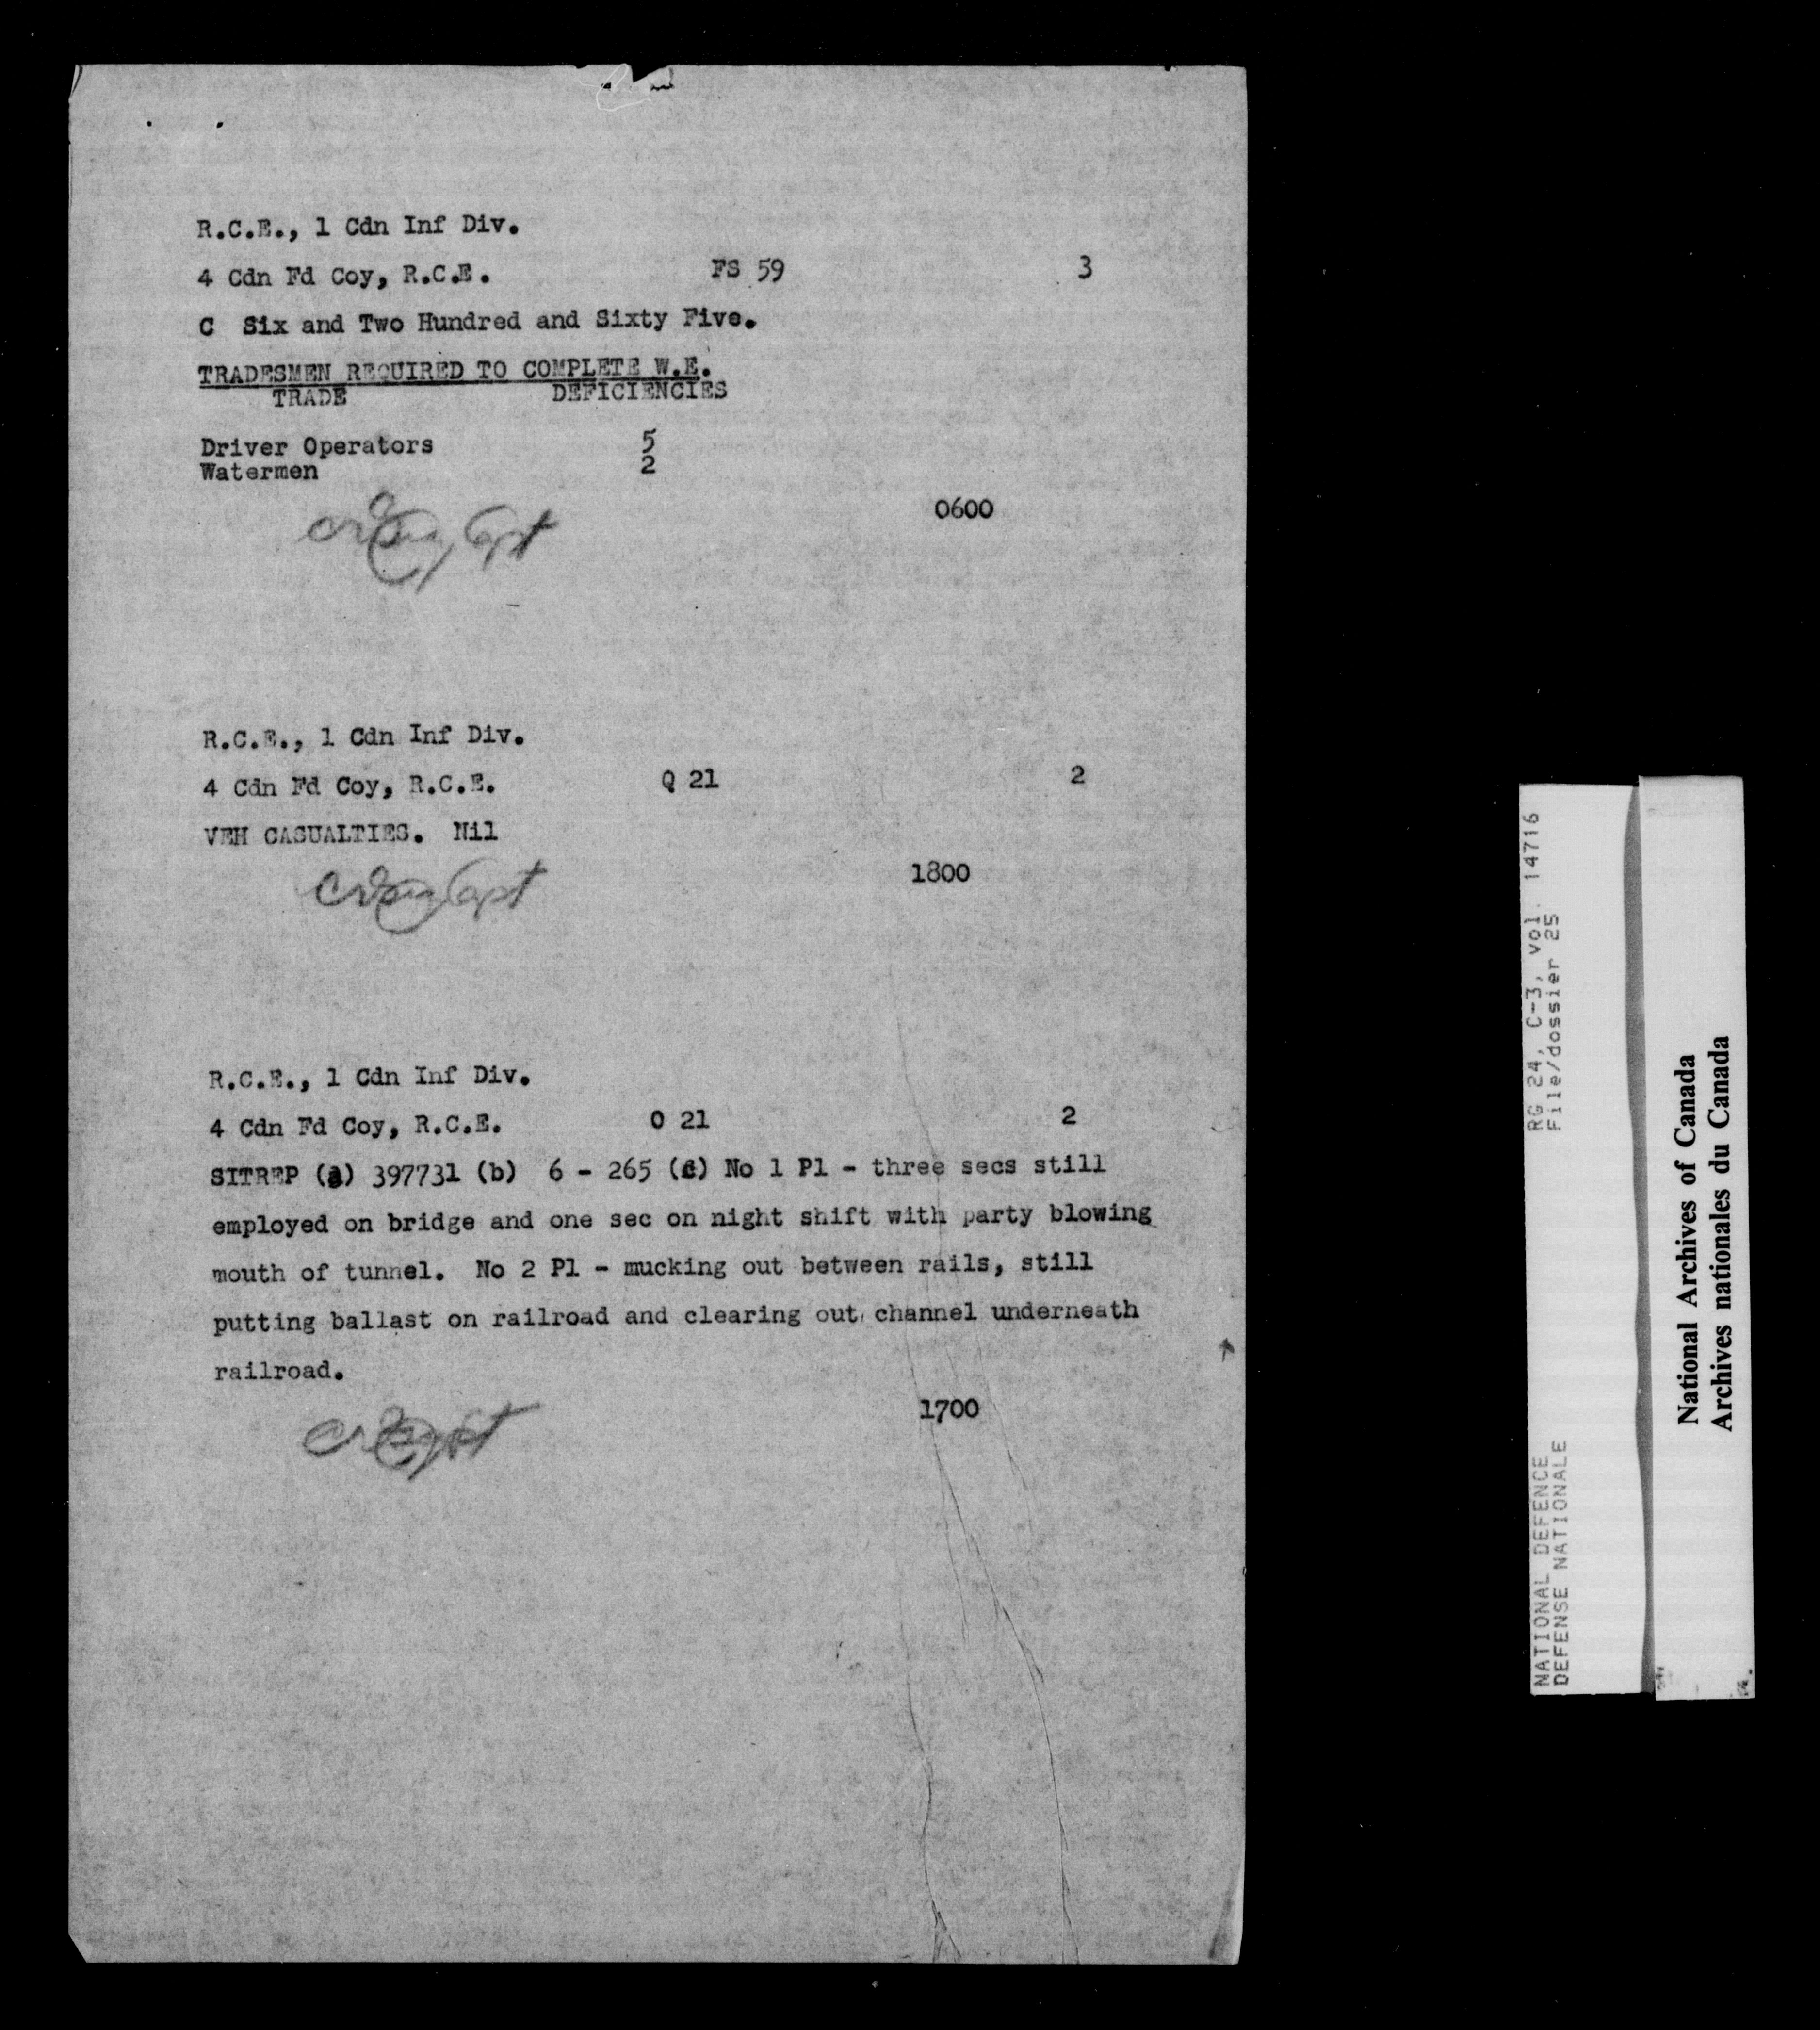 R.C.E., 1 Cdn Inf Div.
4 Cdn Fd Coy, R.C.E. FS 59 3
C Six and Two Hundred and Sixty Five.
TRADESMEN REQUIRED TO COMPLETE W.E.
TRADE DEFICIENCIES
Driver Operators 5
Watermen 2
Capt
0600
R.C.E., 1 Cdn Inf Div.
4 Cdn Fd Coy, R.C.E. Q 21 2
VEH CASUALTIES. Nil
Capt
1800
R.C.E., 1 Cdn Inf Div.
4 Cdn Fd Coy, R.C.E. O 21 2
SITREP (a) 397731 (b) 6 - 265 (c) No 1 Pl - three secs still
employed on bridge and one sec on night shift with party blowing
mouth of tunnel. No 2 Pl - mucking out between rails, still
putting ballast on railroad and clearing out channel underneath
railroad.
1700
NATIONAL DEFENCE RG 24, C-3, vol. 14716
DEFENSE NATIONALE File/dossier 25
National Archives of Canada
Archives nationales du Canada